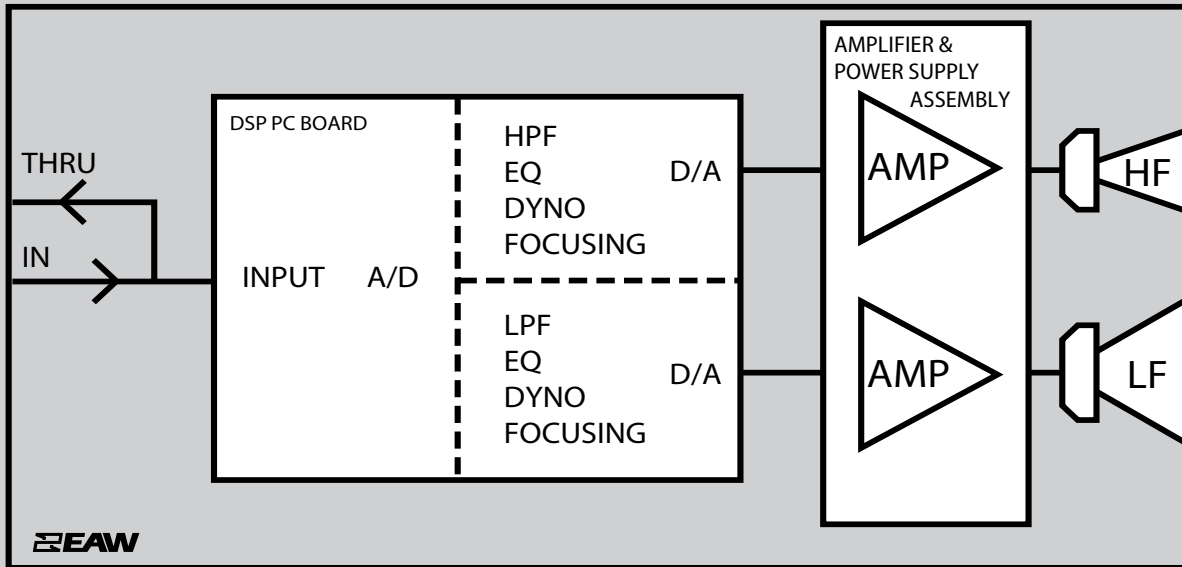 THRU
IN
DSP PC BOARD
INPUT A/D
HPF
EQ
DYNO
FOCUSING
D/A
LPF
EQ
DYNO
FOCUSING
D/A
AMPLIFIER &
POWER SUPPLY
ASSEMBLY
AMP
AMP
HF
LF
EAW